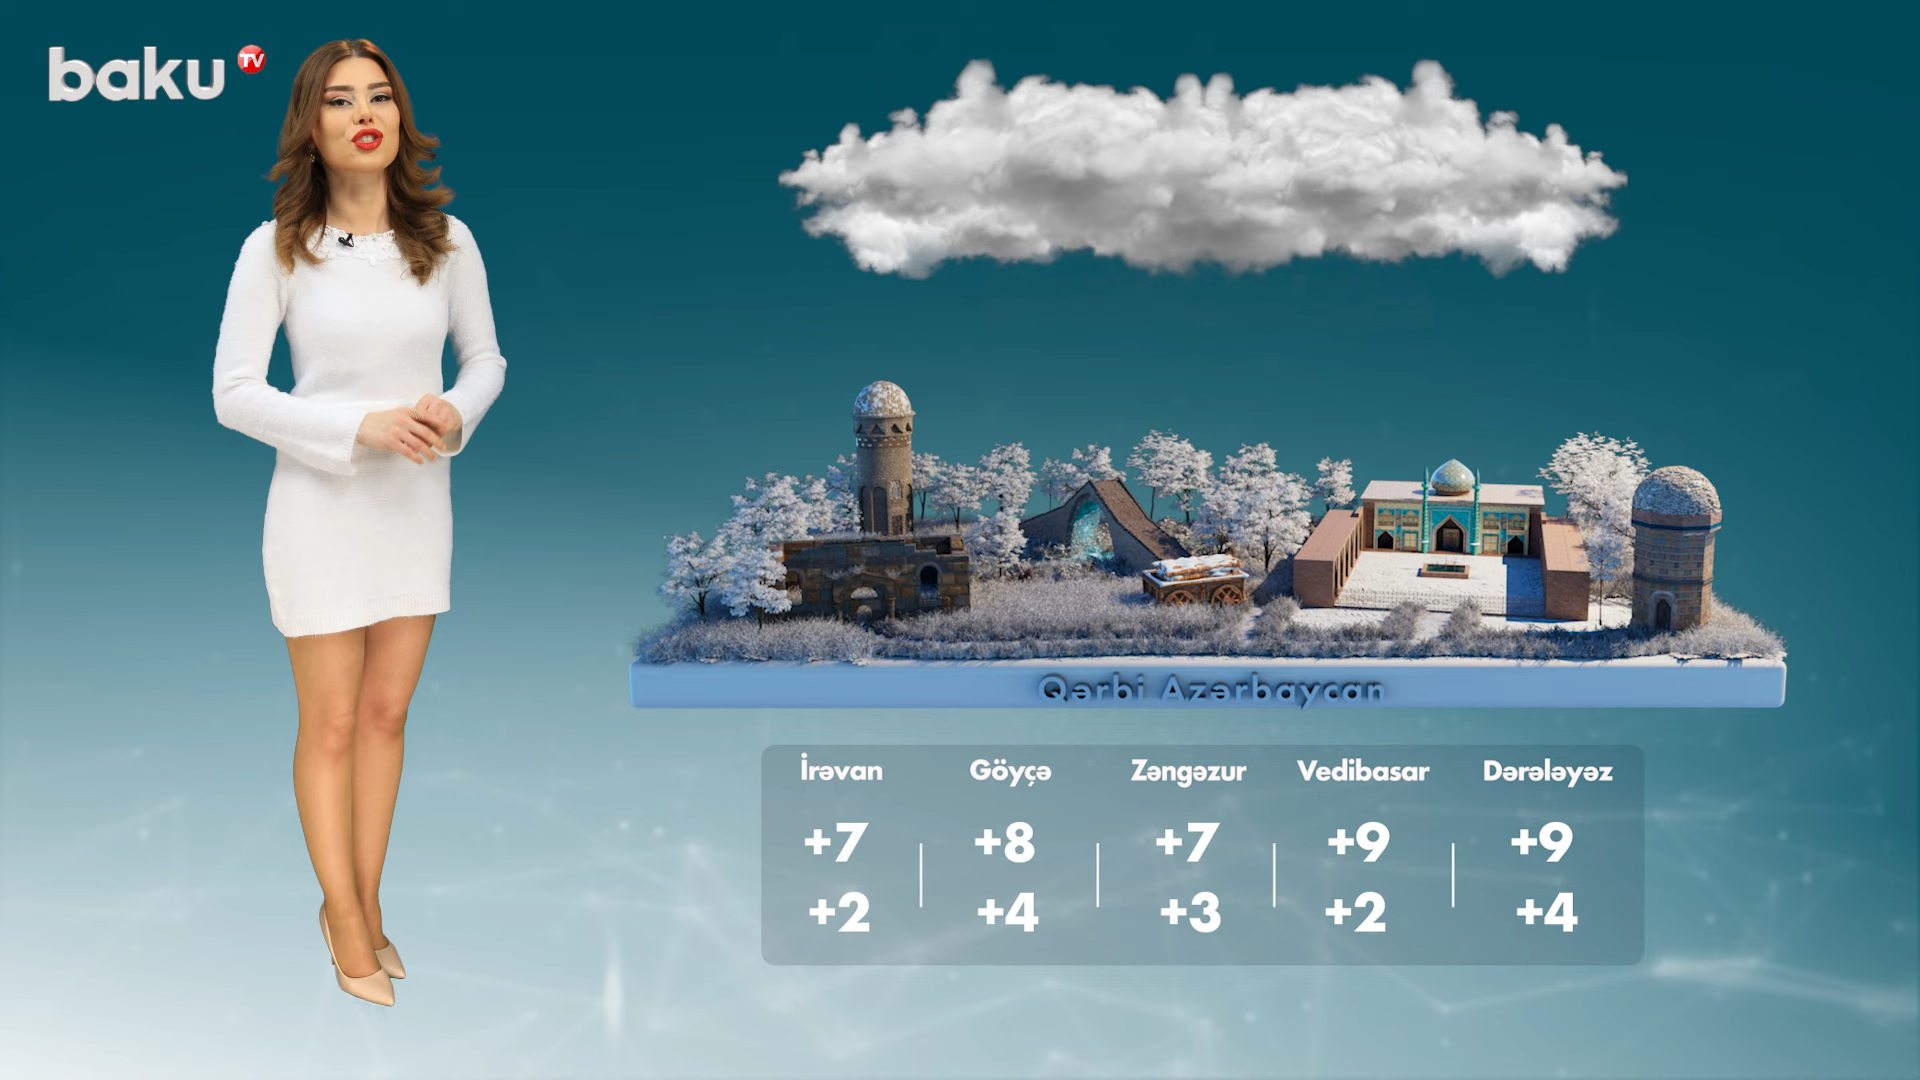 baku TV
Qərbi Azərbaycan
İrəvan Göyçə Zəngəzur Vedibasar Dərələyəz
+7 +8 +7 +9 +9
+2 +4 +3 +2 +4